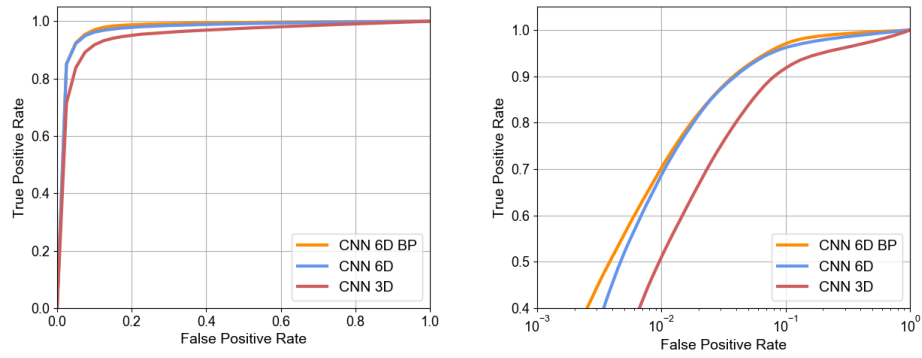 1.0
0.8
0.6
0.4
0.2
0.0
True Positive Rate
CNN 6D BP
CNN 6D
CNN 3D
0.0 0.2 0.4 0.6 0.8 1.0
False Positive Rate
1.0
0.9
0.8
0.7
0.6
0.5
0.4
True Positive Rate
CNN 6D BP
CNN 6D
CNN 3D
10⁻³ 10⁻² 10⁻¹ 10⁰
False Positive Rate